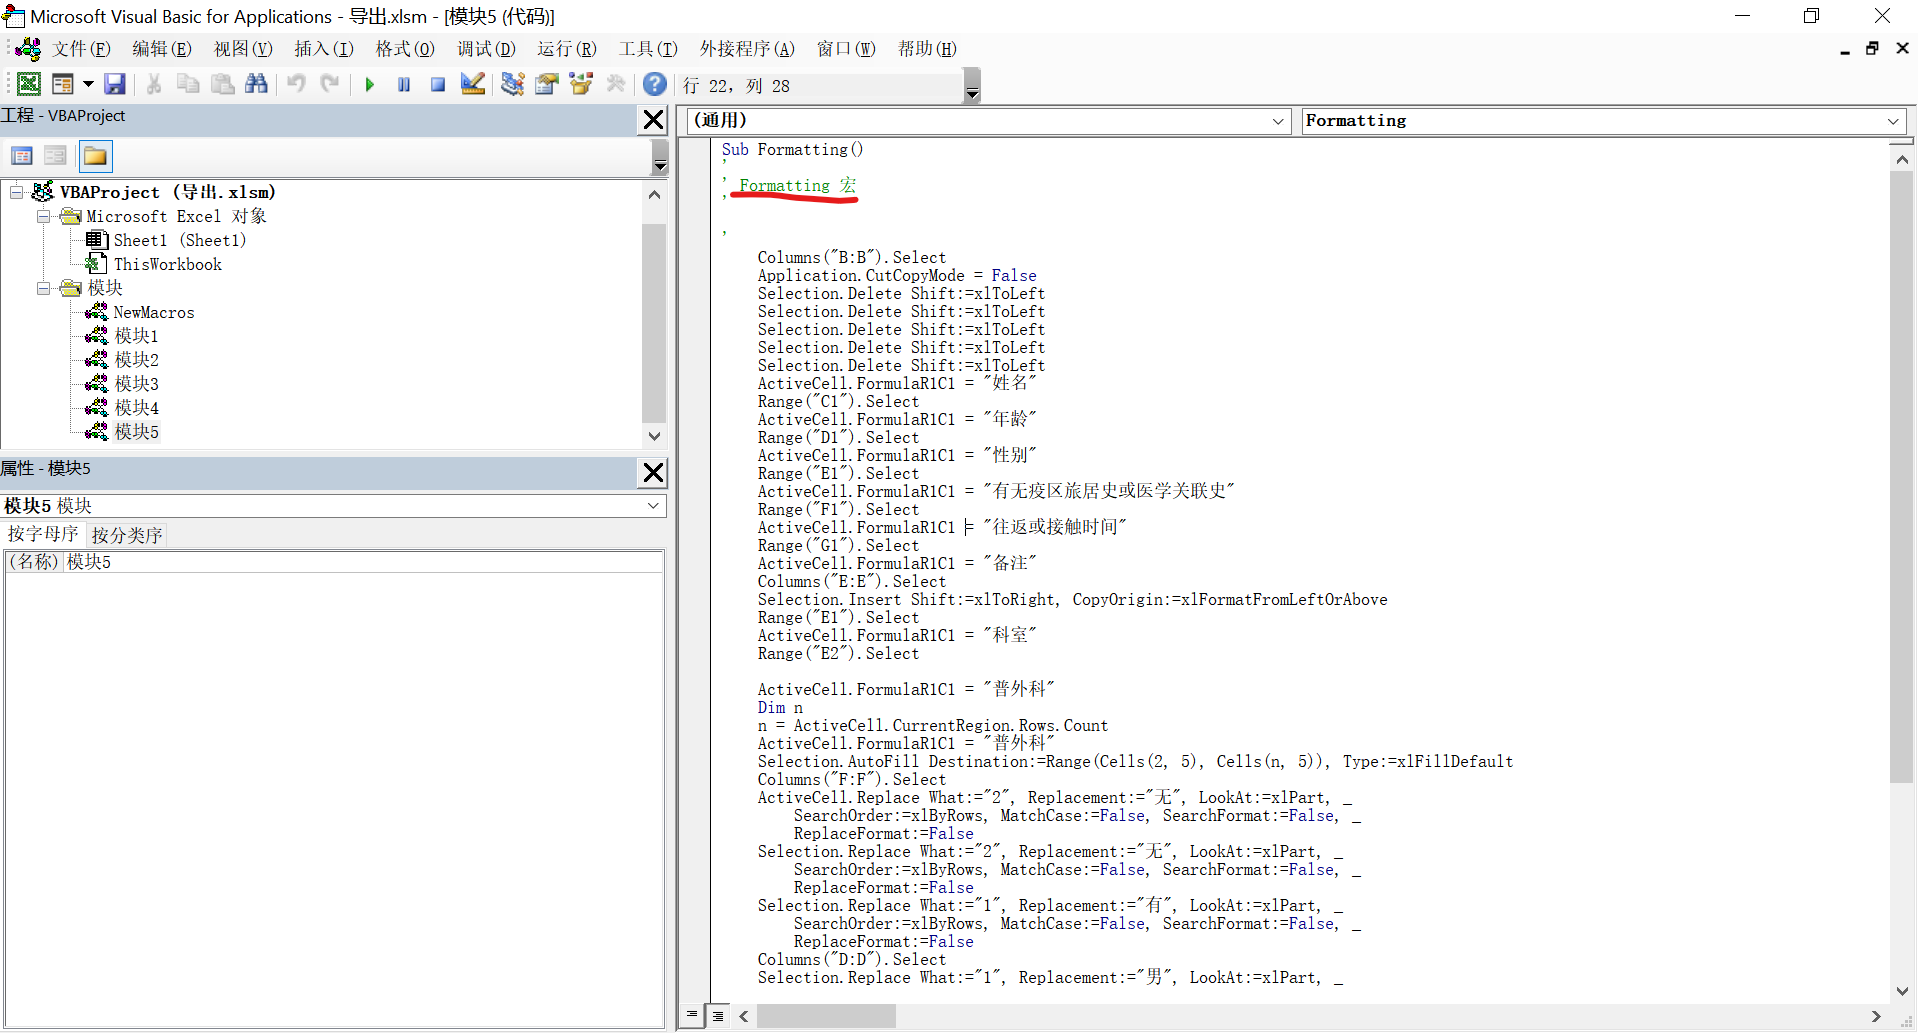 Microsoft Visual Basic for Applications - 导出.xlsm - [模块5 (代码)]
文件(F) 编辑(E) 视图(V) 插入(I) 格式(O) 调试(D) 运行(R) 工具(T) 外接程序(A) 窗口(W) 帮助(H)
行 22, 列 28
工程 - VBAProject
VBAProject (导出.xlsm)
Microsoft Excel 对象
Sheet1 (Sheet1)
ThisWorkbook
模块
NewMacros
模块1
模块2
模块3
模块4
模块5
属性 - 模块5
模块5 模块
按字母序 按分类序
(名称) 模块5
(通用) Formatting
Sub Formatting()
'
' Formatting 宏
'
'
Columns("B:B").Select
Application.CutCopyMode = False
Selection.Delete Shift:=xlToLeft
Selection.Delete Shift:=xlToLeft
Selection.Delete Shift:=xlToLeft
Selection.Delete Shift:=xlToLeft
Selection.Delete Shift:=xlToLeft
ActiveCell.FormulaR1C1 = "姓名"
Range("C1").Select
ActiveCell.FormulaR1C1 = "年龄"
Range("D1").Select
ActiveCell.FormulaR1C1 = "性别"
Range("E1").Select
ActiveCell.FormulaR1C1 = "有无疫区旅居史或医学关联史"
Range("F1").Select
ActiveCell.FormulaR1C1 = "往返或接触时间"
Range("G1").Select
ActiveCell.FormulaR1C1 = "备注"
Columns("E:E").Select
Selection.Insert Shift:=xlToRight, CopyOrigin:=xlFormatFromLeftOrAbove
Range("E1").Select
ActiveCell.FormulaR1C1 = "科室"
Range("E2").Select
ActiveCell.FormulaR1C1 = "普外科"
Dim n
n = ActiveCell.CurrentRegion.Rows.Count
ActiveCell.FormulaR1C1 = "普外科"
Selection.AutoFill Destination:=Range(Cells(2, 5), Cells(n, 5)), Type:=xlFillDefault
Columns("F:F").Select
ActiveCell.Replace What:="2", Replacement:="无", LookAt:=xlPart, _
SearchOrder:=xlByRows, MatchCase:=False, SearchFormat:=False, _
ReplaceFormat:=False
Selection.Replace What:="2", Replacement:="无", LookAt:=xlPart, _
SearchOrder:=xlByRows, MatchCase:=False, SearchFormat:=False, _
ReplaceFormat:=False
Selection.Replace What:="1", Replacement:="有", LookAt:=xlPart, _
SearchOrder:=xlByRows, MatchCase:=False, SearchFormat:=False, _
ReplaceFormat:=False
Columns("D:D").Select
Selection.Replace What:="1", Replacement:="男", LookAt:=xlPart, _